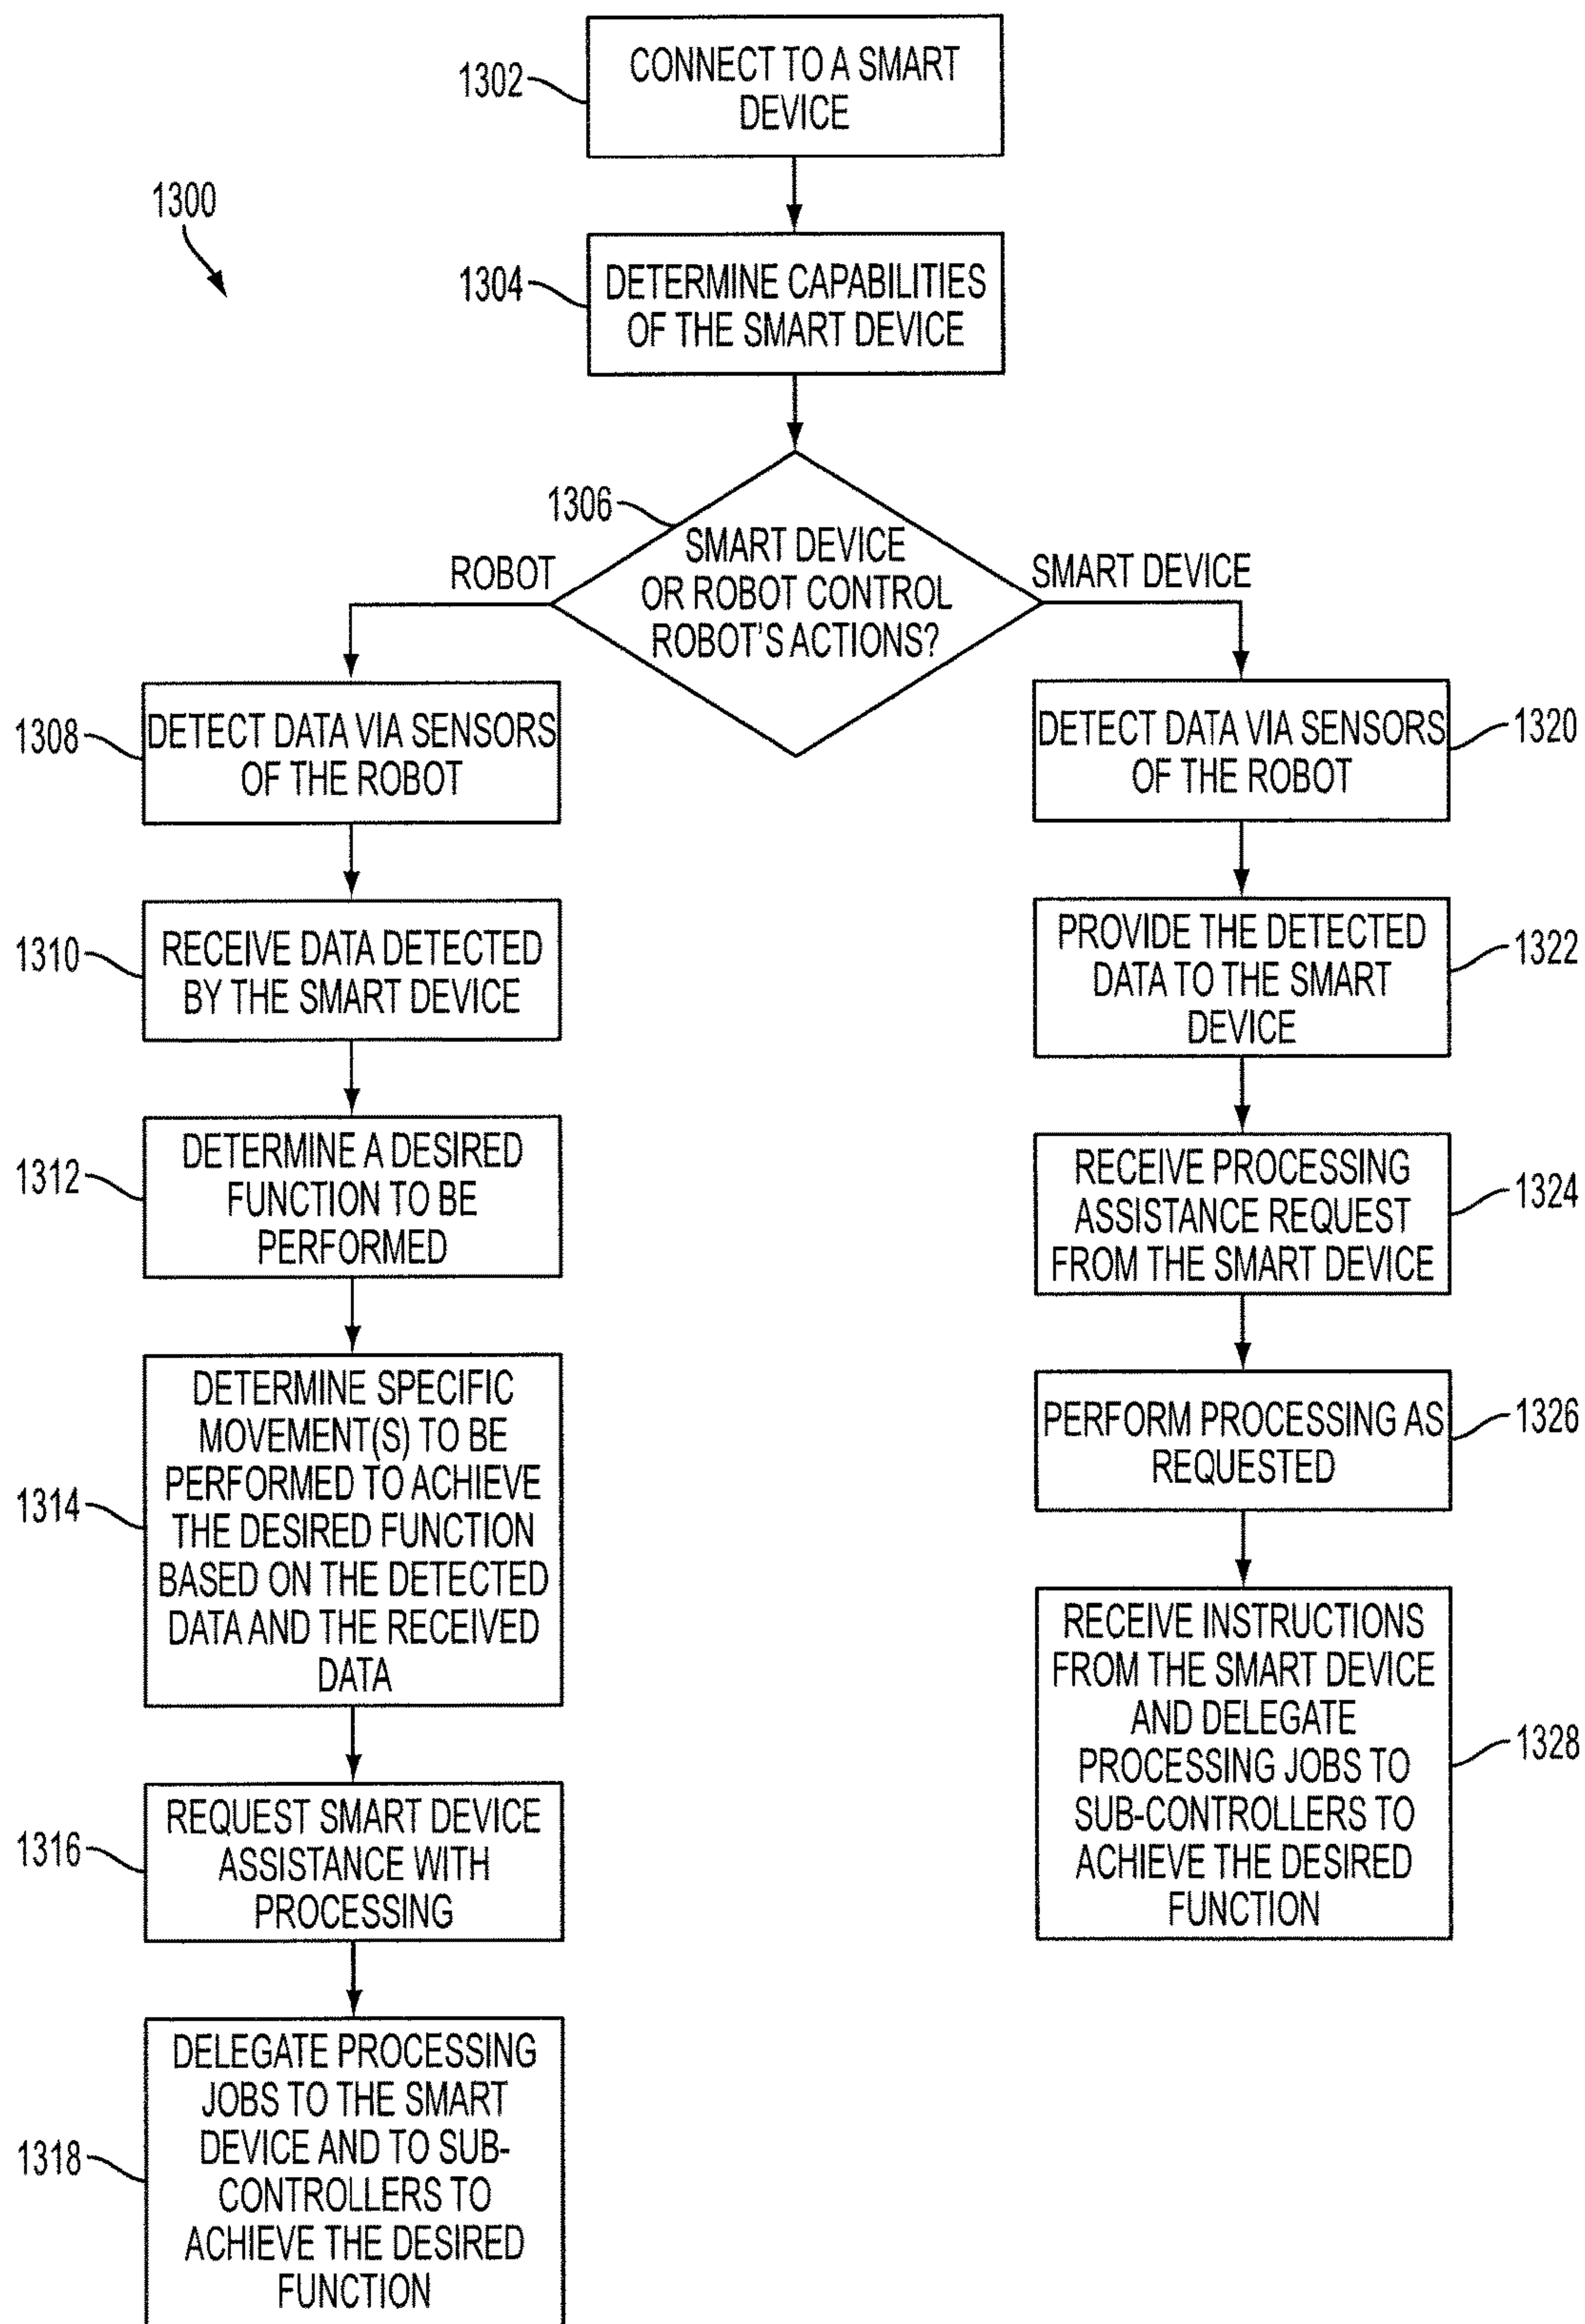 1300
1302
CONNECT TO A SMART
DEVICE
1304
DETERMINE CAPABILITIES
OF THE SMART DEVICE
1306
SMART DEVICE
OR ROBOT CONTROL
ROBOT'S ACTIONS?
ROBOT
SMART DEVICE
1308
DETECT DATA VIA SENSORS
OF THE ROBOT
1310
RECEIVE DATA DETECTED
BY THE SMART DEVICE
1312
DETERMINE A DESIRED
FUNCTION TO BE
PERFORMED
1314
DETERMINE SPECIFIC
MOVEMENT(S) TO BE
PERFORMED TO ACHIEVE
THE DESIRED FUNCTION
BASED ON THE DETECTED
DATA AND THE RECEIVED
DATA
1316
REQUEST SMART DEVICE
ASSISTANCE WITH
PROCESSING
1318
DELEGATE PROCESSING
JOBS TO THE SMART
DEVICE AND TO SUB-
CONTROLLERS TO
ACHIEVE THE DESIRED
FUNCTION
DETECT DATA VIA SENSORS
OF THE ROBOT
1320
PROVIDE THE DETECTED
DATA TO THE SMART
DEVICE
1322
RECEIVE PROCESSING
ASSISTANCE REQUEST
FROM THE SMART DEVICE
1324
PERFORM PROCESSING AS
REQUESTED
1326
RECEIVE INSTRUCTIONS
FROM THE SMART DEVICE
AND DELEGATE
PROCESSING JOBS TO
SUB-CONTROLLERS TO
ACHIEVE THE DESIRED
FUNCTION
1328